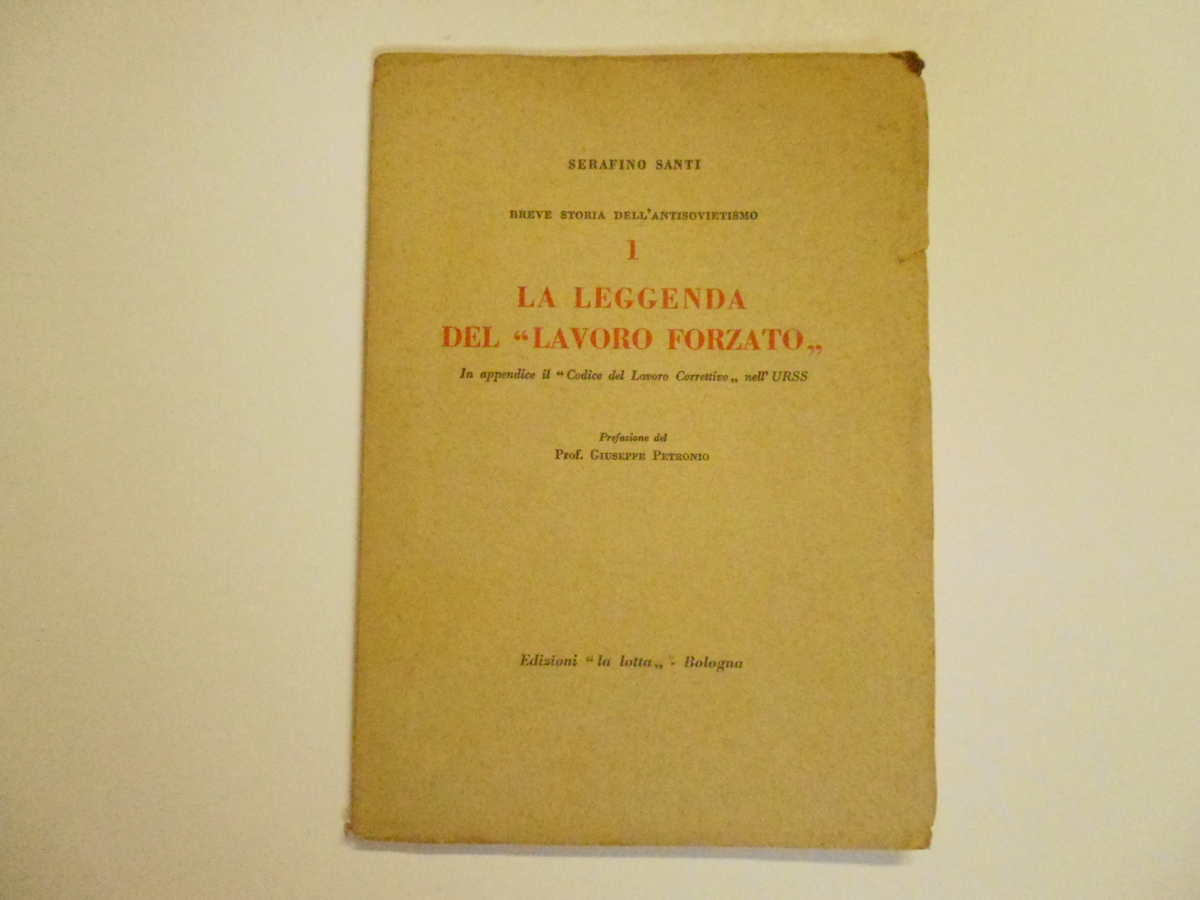 SERAFINO SANTI
BREVE STORIA DELL'ANTISOVIETISMO
1
LA LEGGENDA
DEL “LAVORO FORZATO„
In appendice il “Codice del Lavoro Correttivo„ nell'URSS
Prefazione del
Prof. GIUSEPPE PETRONIO
Edizioni “la lotta„ - Bologna